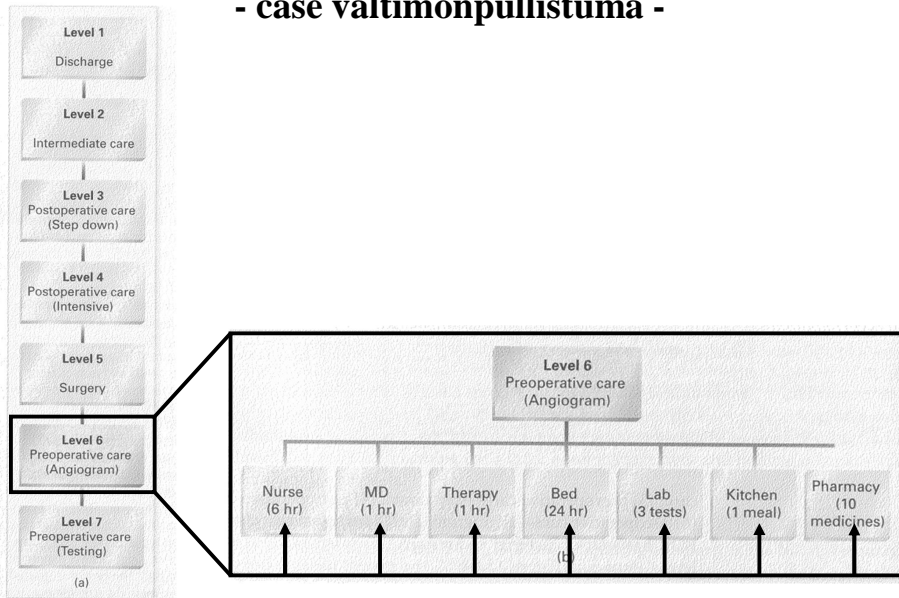 - case valtimonpullistuma -
Level 1
Discharge
Level 2
Intermediate care
Level 3
Postoperative care
(Step down)
Level 4
Postoperative care
(Intensive)
Level 5
Surgery
Level 6
Preoperative care
(Angiogram)
Level 7
Preoperative care
(Testing)
(a)
Level 6
Preoperative care
(Angiogram)
Nurse
(6 hr)
MD
(1 hr)
Therapy
(1 hr)
Bed
(24 hr)
Lab
(3 tests)
Kitchen
(1 meal)
Pharmacy
(10
medicines)
(b)